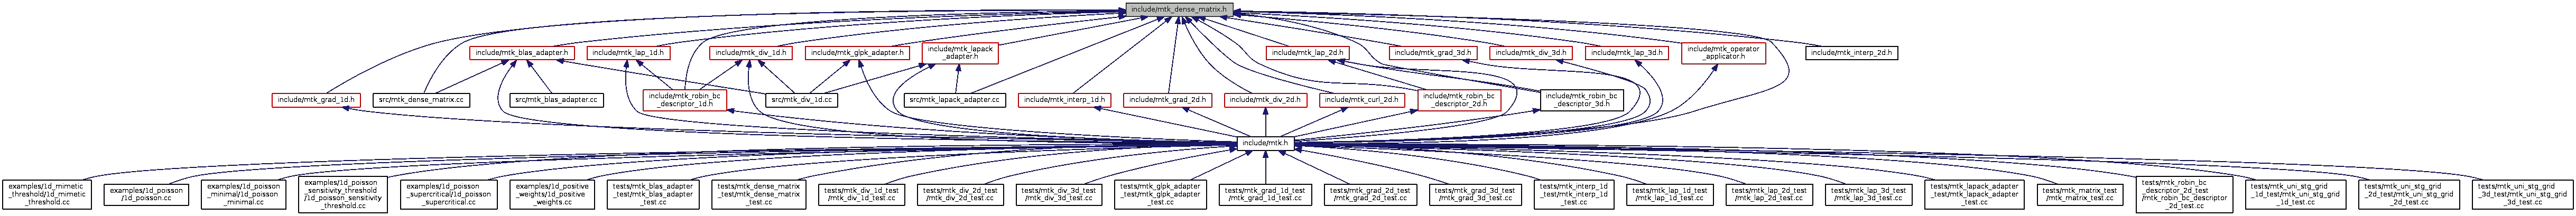 include/mtk_dense_matrix.h
include/mtk_blas_adapter.h
include/mtk_lap_1d.h
include/mtk_div_1d.h
include/mtk_glpk_adapter.h
include/mtk_lapack
_adapter.h
include/mtk_lap_2d.h
include/mtk_grad_3d.h
include/mtk_div_3d.h
include/mtk_lap_3d.h
include/mtk_operator
_applicator.h
include/mtk_interp_2d.h
include/mtk_grad_1d.h
src/mtk_dense_matrix.cc
src/mtk_blas_adapter.cc
include/mtk_robin_bc
_descriptor_1d.h
src/mtk_div_1d.cc
src/mtk_lapack_adapter.cc
include/mtk_interp_1d.h
include/mtk_grad_2d.h
include/mtk_div_2d.h
include/mtk_curl_2d.h
include/mtk_robin_bc
_descriptor_2d.h
include/mtk_robin_bc
_descriptor_3d.h
include/mtk.h
examples/1d_mimetic
_threshold/1d_mimetic
_threshold.cc
examples/1d_poisson
/1d_poisson.cc
examples/1d_poisson
_minimal/1d_poisson
_minimal.cc
examples/1d_poisson
_sensitivity_threshold
/1d_poisson_sensitivity
_threshold.cc
examples/1d_poisson
_supercritical/1d_poisson
_supercritical.cc
examples/1d_positive
_weights/1d_positive
_weights.cc
tests/mtk_blas_adapter
_test/mtk_blas_adapter
_test.cc
tests/mtk_dense_matrix
_test/mtk_dense_matrix
_test.cc
tests/mtk_div_1d_test
/mtk_div_1d_test.cc
tests/mtk_div_2d_test
/mtk_div_2d_test.cc
tests/mtk_div_3d_test
/mtk_div_3d_test.cc
tests/mtk_glpk_adapter
_test/mtk_glpk_adapter
_test.cc
tests/mtk_grad_1d_test
/mtk_grad_1d_test.cc
tests/mtk_grad_2d_test
/mtk_grad_2d_test.cc
tests/mtk_grad_3d_test
/mtk_grad_3d_test.cc
tests/mtk_interp_1d
_test/mtk_interp_1d
_test.cc
tests/mtk_lap_1d_test
/mtk_lap_1d_test.cc
tests/mtk_lap_2d_test
/mtk_lap_2d_test.cc
tests/mtk_lap_3d_test
/mtk_lap_3d_test.cc
tests/mtk_lapack_adapter
_test/mtk_lapack_adapter
_test.cc
tests/mtk_matrix_test
/mtk_matrix_test.cc
tests/mtk_robin_bc
_descriptor_2d_test
/mtk_robin_bc_descriptor
_2d_test.cc
tests/mtk_uni_stg_grid
_1d_test/mtk_uni_stg_grid
_1d_test.cc
tests/mtk_uni_stg_grid
_2d_test/mtk_uni_stg_grid
_2d_test.cc
tests/mtk_uni_stg_grid
_3d_test/mtk_uni_stg_grid
_3d_test.cc